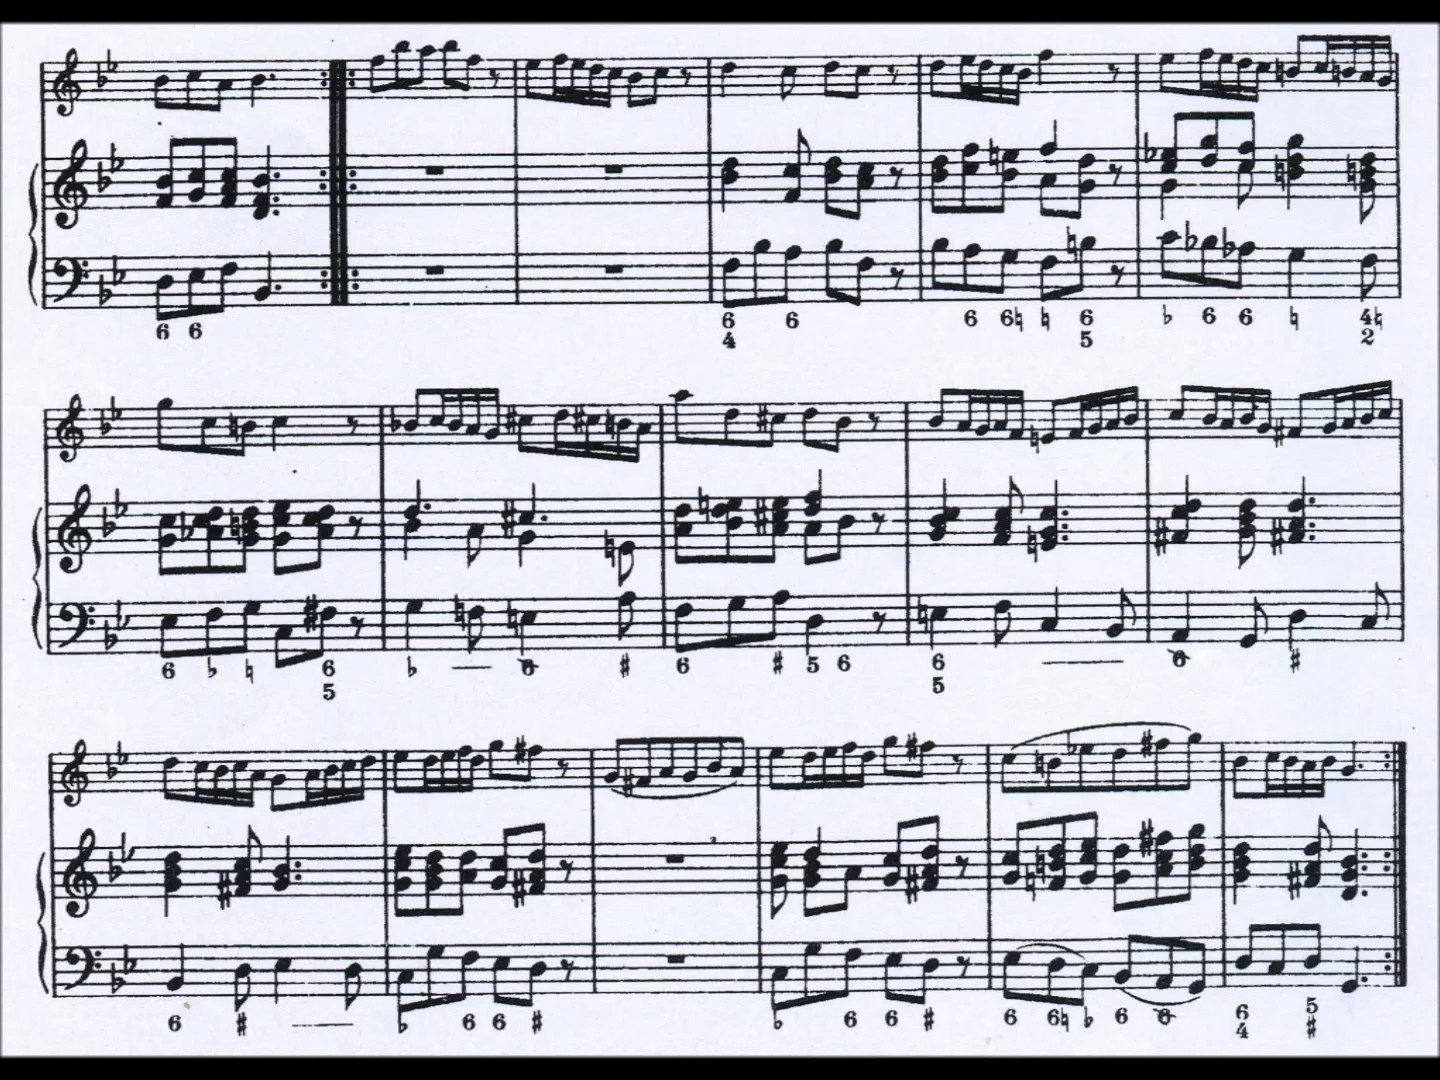 6 6 6 6 6 6♮ ♮ 6 ♭ 6 6 ♮ 4♮
4 5 2
6 ♭ ♮ 6 ♭ — 6 ♯ 6 ♯ 5 6 6 — 6 ♯
5 5
6 ♯ — ♭ 6 6 ♯ ♭ 6 6 ♯ 6 6♮ ♭ 6 6 6 5
4 ♯